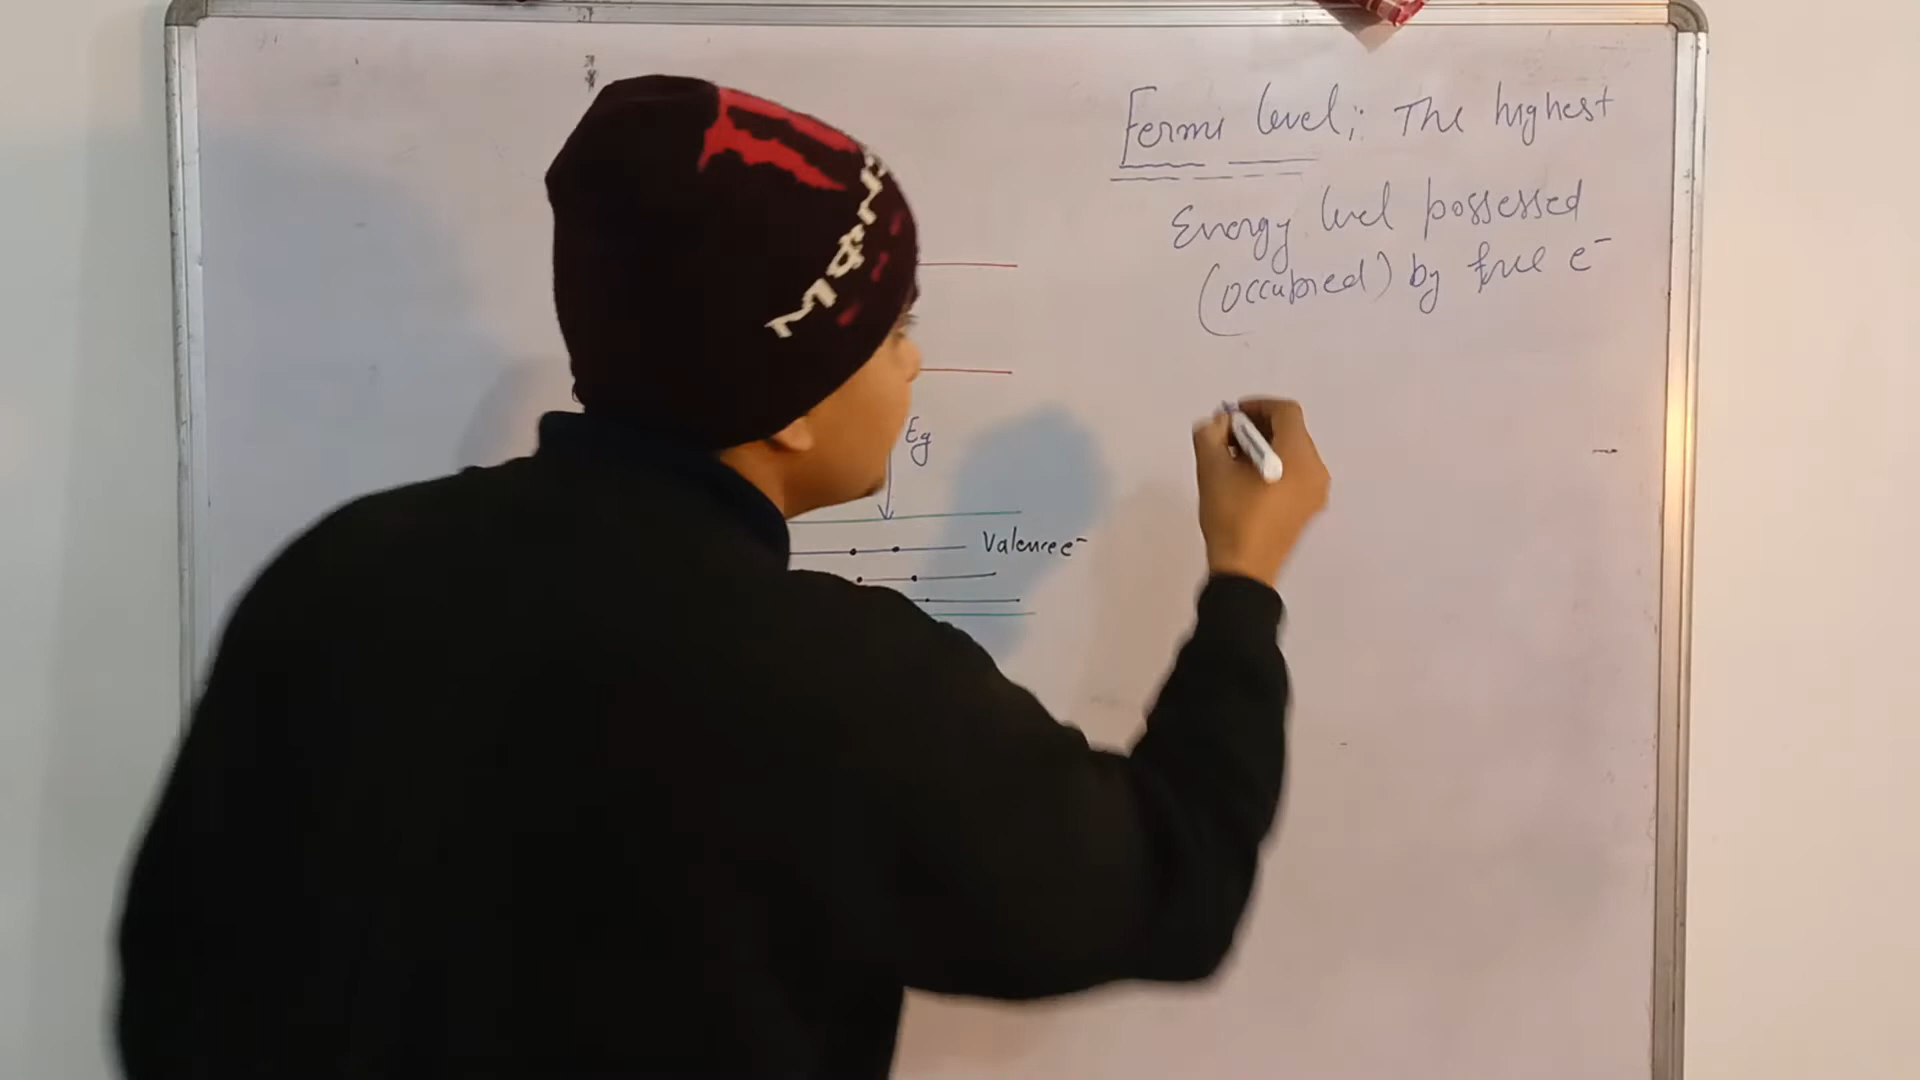 Fermi level;: The highest
Energy level possessed
(occupied) by free e⁻
Eg
Valence e⁻